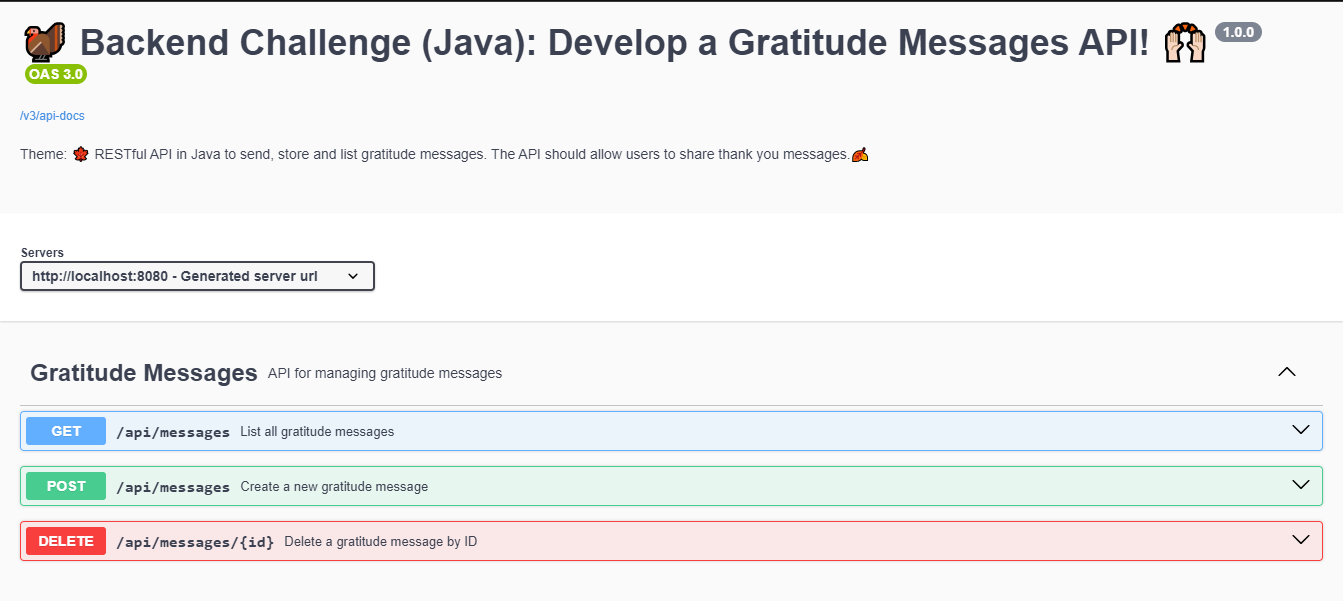 Backend Challenge (Java): Develop a Gratitude Messages API! 1.0.0
OAS 3.0
/v3/api-docs
Theme: RESTful API in Java to send, store and list gratitude messages. The API should allow users to share thank you messages.
Servers
http://localhost:8080 - Generated server url
Gratitude Messages API for managing gratitude messages
GET /api/messages List all gratitude messages
POST /api/messages Create a new gratitude message
DELETE /api/messages/{id} Delete a gratitude message by ID